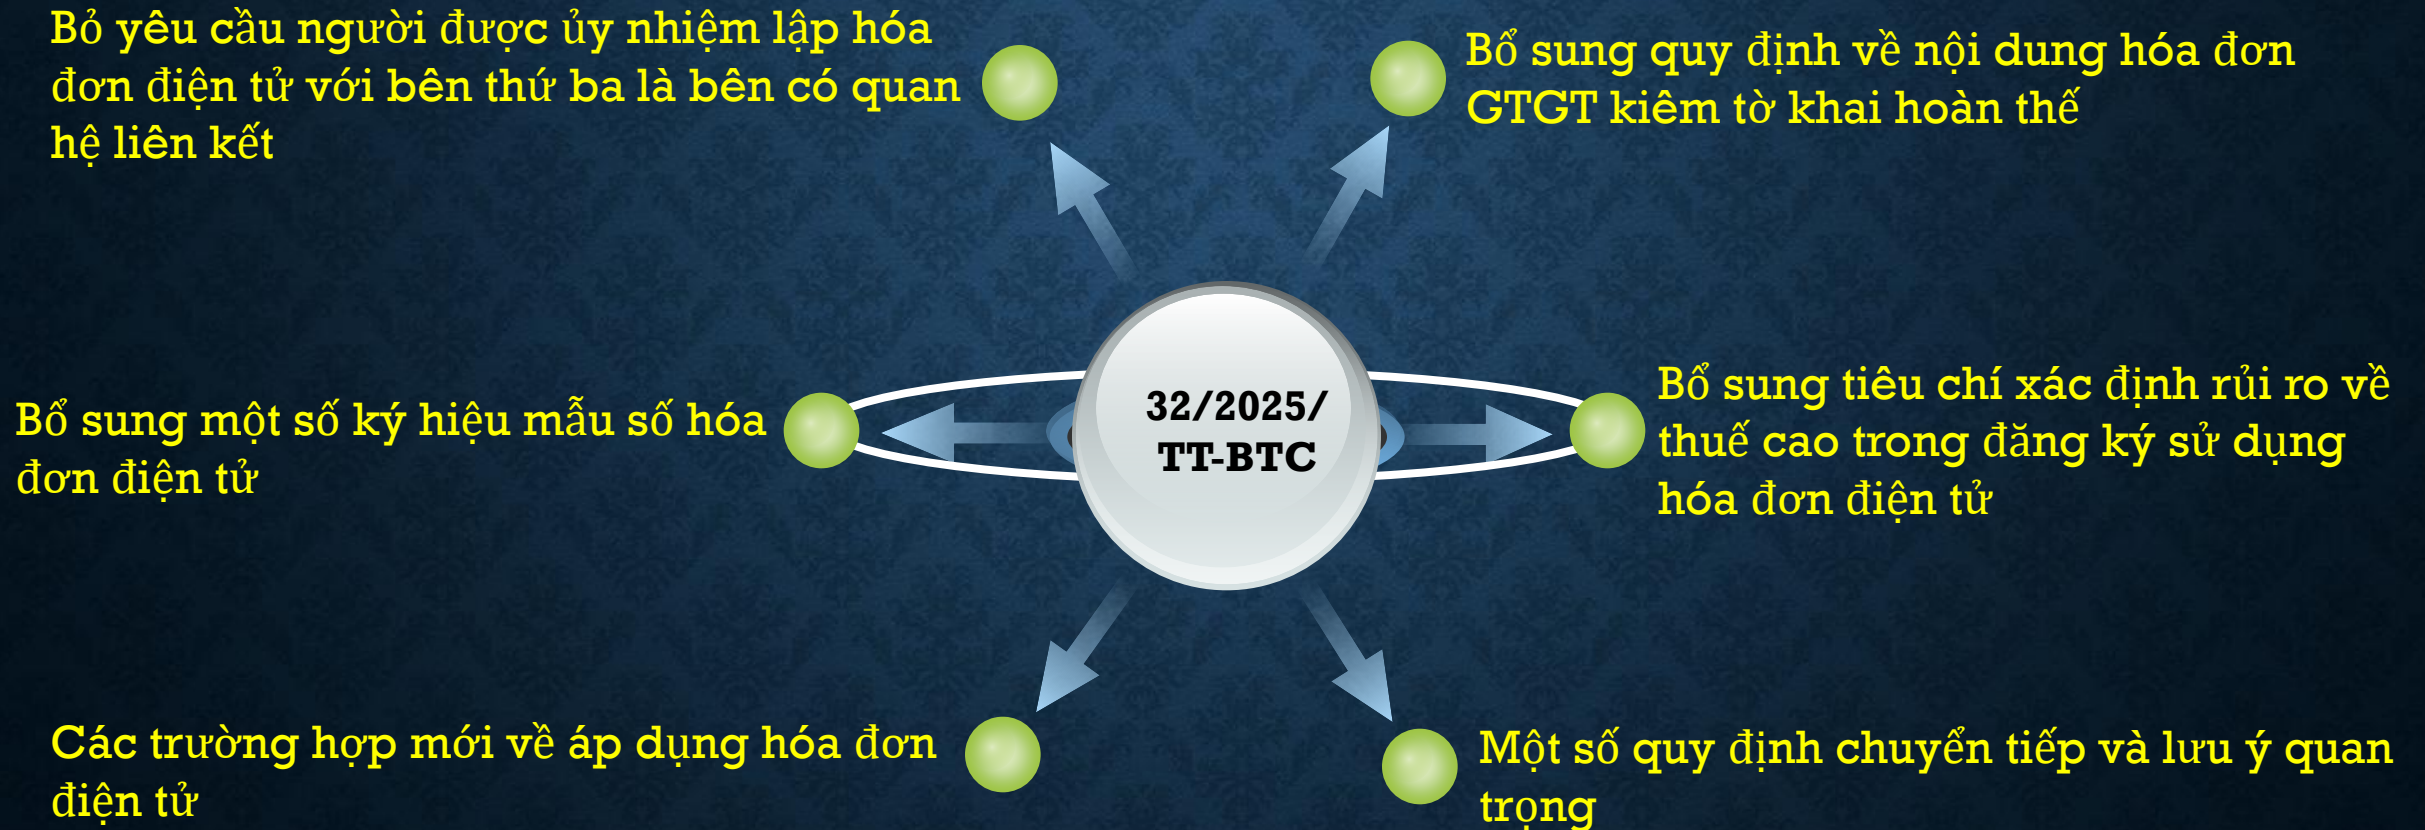 Bỏ yêu cầu người được ủy nhiệm lập hóa
đơn điện tử với bên thứ ba là bên có quan
hệ liên kết
Bổ sung quy định về nội dung hóa đơn
GTGT kiêm tờ khai hoàn thế
Bổ sung một số ký hiệu mẫu số hóa
đơn điện tử
32/2025/
TT-BTC
Bổ sung tiêu chí xác định rủi ro về
thuế cao trong đăng ký sử dụng
hóa đơn điện tử
Các trường hợp mới về áp dụng hóa đơn
điện tử
Một số quy định chuyển tiếp và lưu ý quan
trọng